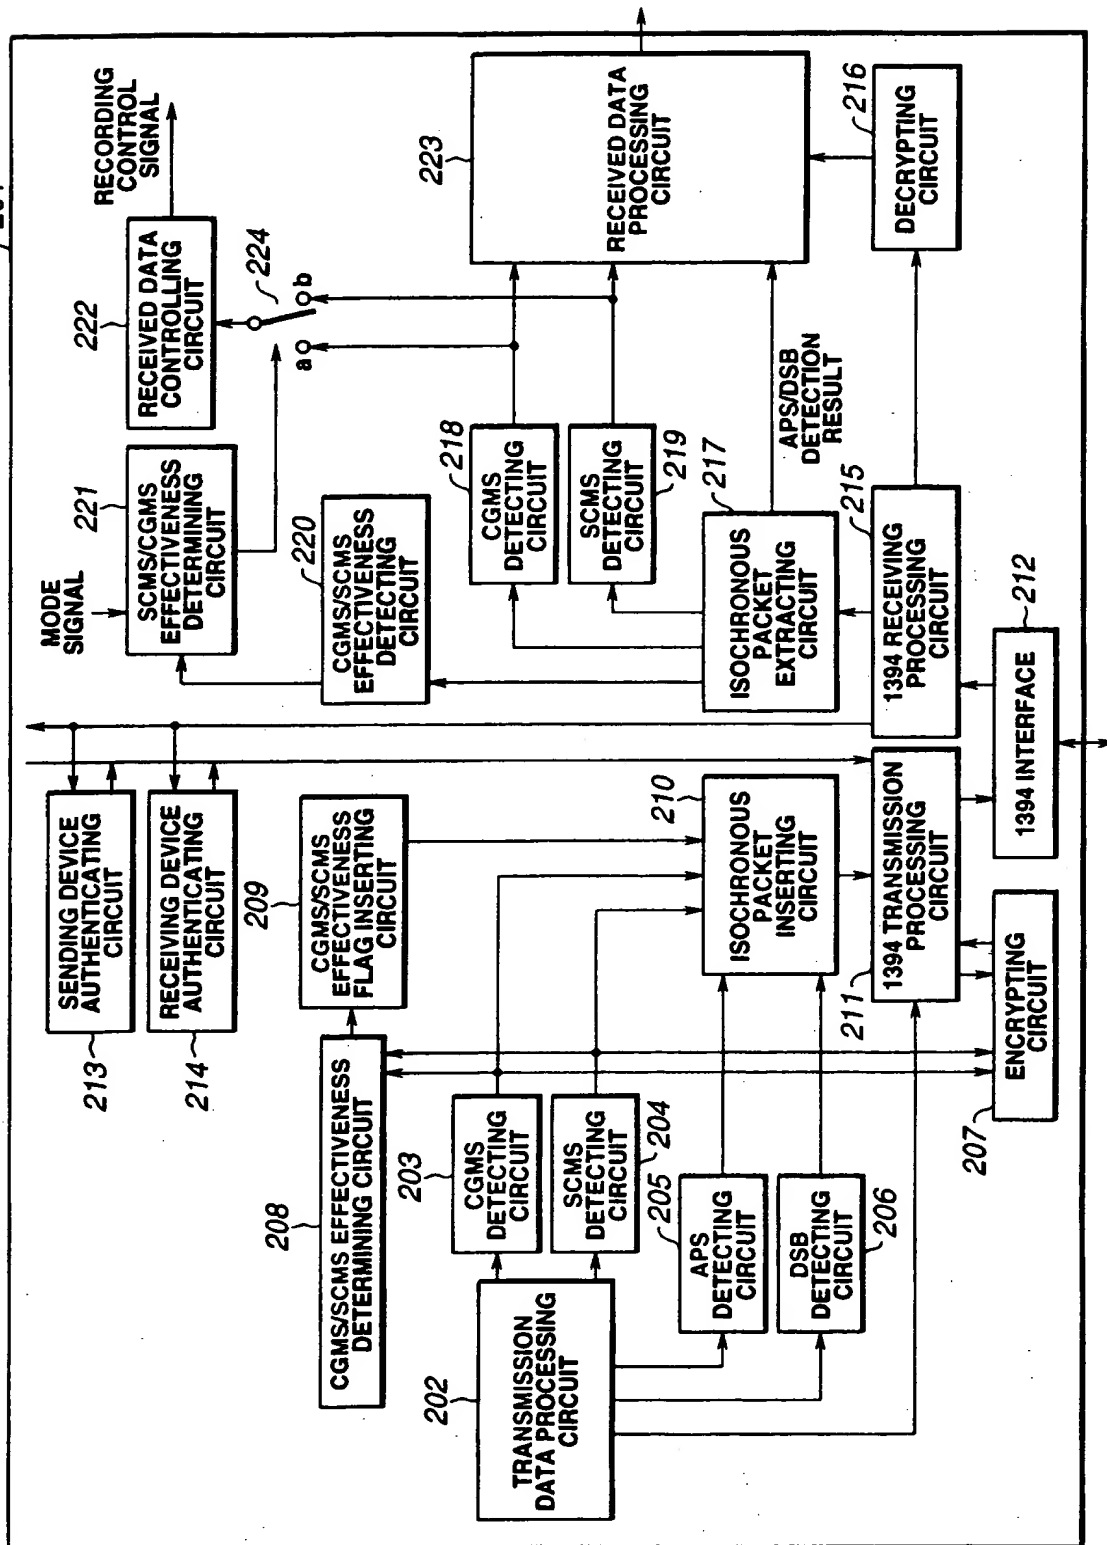 TRANSMISSION
DATA PROCESSING
CIRCUIT
202
CGMS/SCMS EFFECTIVENESS
DETERMINING CIRCUIT
208
CGMS
DETECTING
CIRCUIT
203
SCMS
DETECTING
CIRCUIT
204
APS
DETECTING
CIRCUIT
205
DSB
DETECTING
CIRCUIT
206
ENCRYPTING
CIRCUIT
207
SENDING DEVICE
AUTHENTICATING
CIRCUIT
213
RECEIVING DEVICE
AUTHENTICATING
CIRCUIT
214
CGMS/SCMS
EFFECTIVENESS
FLAG INSERTING
CIRCUIT
209
ISOCHRONOUS
PACKET
INSERTING
CIRCUIT
210
1394 TRANSMISSION
PROCESSING
CIRCUIT
211
1394 INTERFACE
212
MODE
SIGNAL
SCMS/CGMS
EFFECTIVENESS
DETERMINING
CIRCUIT
221
CGMS/SCMS
EFFECTIVENESS
DETECTING
CIRCUIT
220
CGMS
DETECTING
CIRCUIT
218
SCMS
DETECTING
CIRCUIT
219
ISOCHRONOUS
PACKET
EXTRACTING
CIRCUIT
217
1394 RECEIVING
PROCESSING
CIRCUIT
215
APS/DSB
DETECTION
RESULT
RECEIVED DATA
CONTROLLING
CIRCUIT
222
224
a
b
RECORDING
CONTROL
SIGNAL
RECEIVED DATA
PROCESSING
CIRCUIT
223
DECRYPTING
CIRCUIT
216